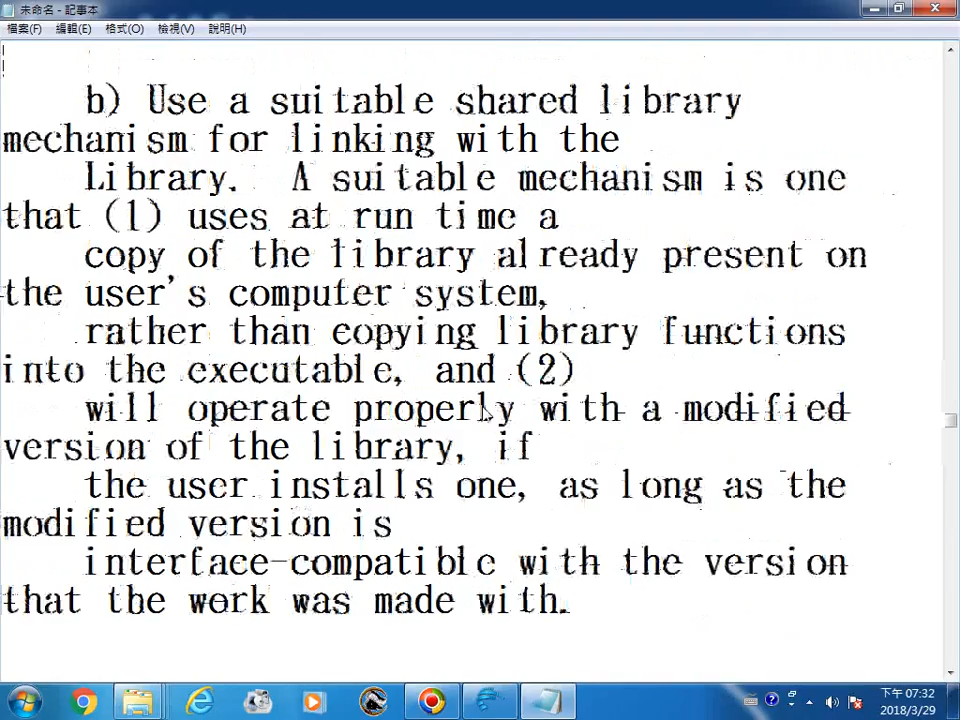 未命名 - 記事本
檔案(F) 編輯(E) 格式(O) 檢視(V) 說明(H)
b) Use a suitable shared library
mechanism for linking with the
Library.  A suitable mechanism is one
that (1) uses at run time a
copy of the library already present on
the user's computer system,
rather than copying library functions
into the executable, and (2)
will operate properly with a modified
version of the library, if
the user installs one, as long as the
modified version is
interface-compatible with the version
that the work was made with.
下午 07:32
2018/3/29